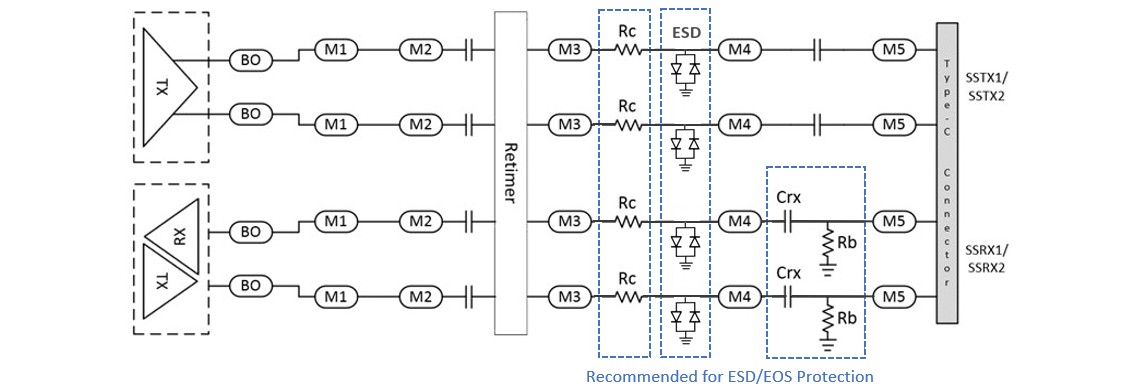 Rc
ESD
TX
BO
M1
M2
M3
M4
M5
SSTX1/
SSTX2
BO
M1
M2
Rc
M3
M4
M5
Retimer
Type-C Connector
RX
BO
M1
M2
M3
Rc
M4
Crx
Rb
M5
SSRX1/
SSRX2
TX
BO
M1
M2
M3
Rc
M4
Crx
Rb
M5
Recommended for ESD/EOS Protection